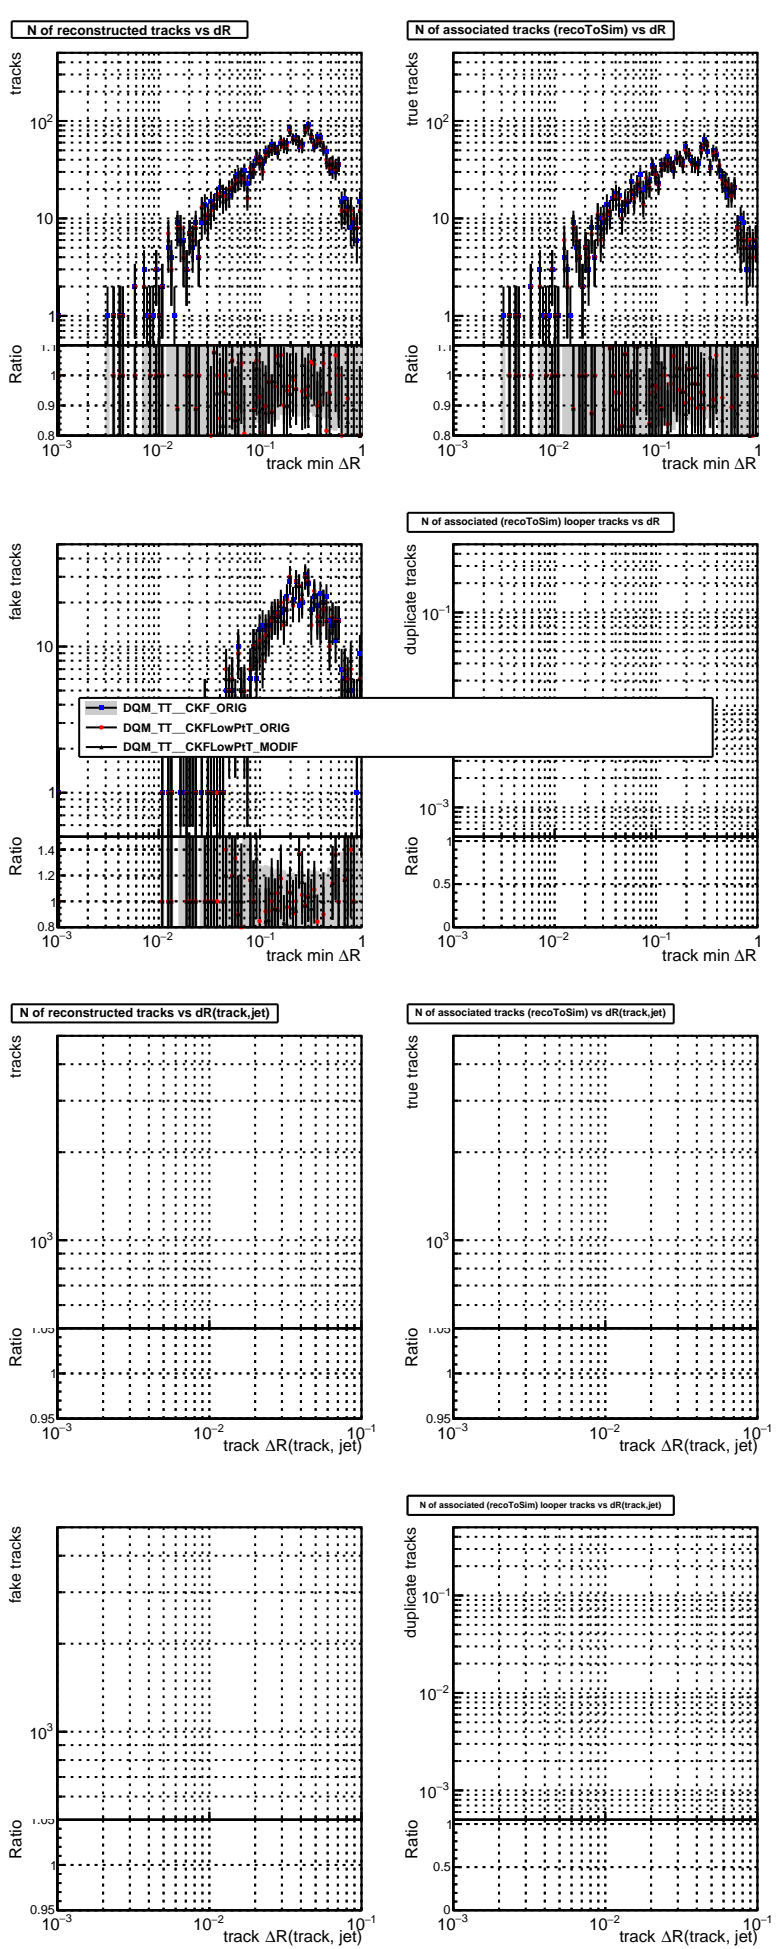 N of reconstructed tracks vs dR
tracks
10²
10
1
Ratio
1.1
1
0.9
0.8
10⁻³
10⁻²
10⁻¹
1
track min ΔR
N of associated tracks (recoToSim) vs dR
true tracks
10²
10
1
Ratio
1.1
1
0.9
0.8
10⁻³
10⁻²
10⁻¹
1
track min ΔR
fake tracks
10
1
Ratio
1.4
1.2
1
0.8
10⁻³
10⁻²
10⁻¹
1
track min ΔR
N of associated (recoToSim) looper tracks vs dR
duplicate tracks
10⁻¹
10⁻³
Ratio
1
0.5
0
10⁻³
10⁻²
10⁻¹
1
track min ΔR
DQM_TT__CKF_ORIG
DQM_TT__CKFLowPtT_ORIG
DQM_TT__CKFLowPtT_MODIF
N of reconstructed tracks vs dR(track,jet)
tracks
10³
Ratio
1.05
1
0.95
10⁻³
10⁻²
10⁻¹
track ΔR(track, jet)
N of associated tracks (recoToSim) vs dR(track,jet)
true tracks
10³
Ratio
1.05
1
0.95
10⁻³
10⁻²
10⁻¹
track ΔR(track, jet)
fake tracks
10³
Ratio
1.05
1
0.95
10⁻³
10⁻²
10⁻¹
track ΔR(track, jet)
N of associated (recoToSim) looper tracks vs dR(track,jet)
duplicate tracks
10⁻¹
10⁻²
10⁻³
Ratio
1
0.5
0
10⁻³
10⁻²
10⁻¹
track ΔR(track, jet)